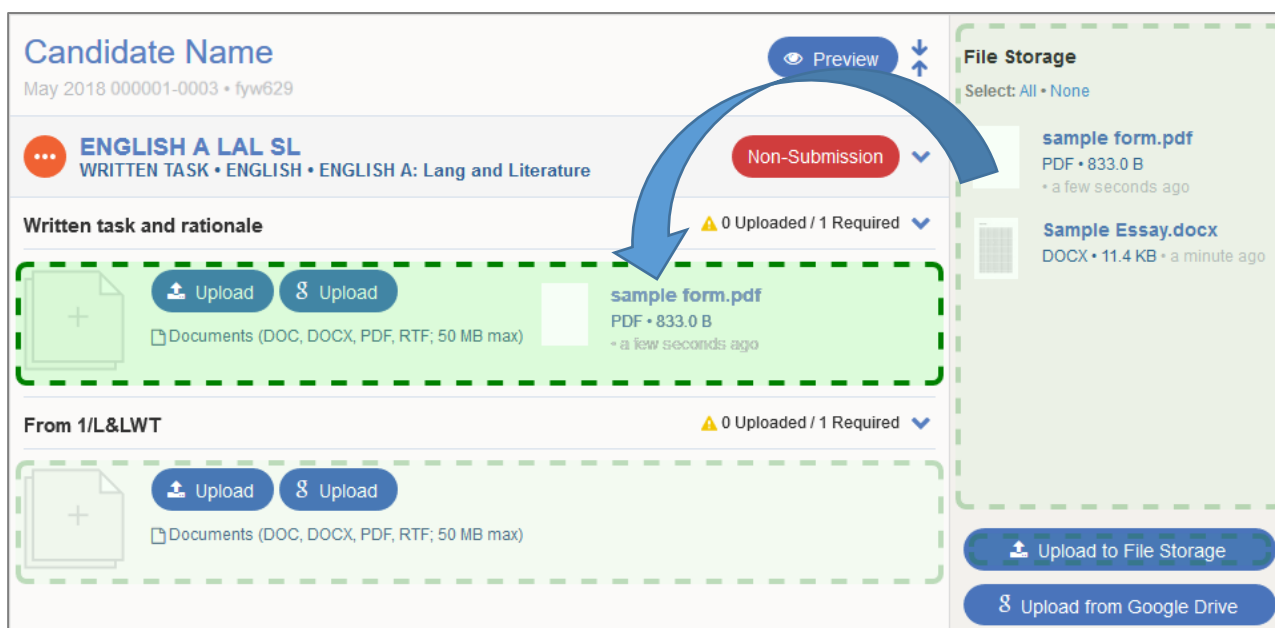 Candidate Name
May 2018 000001-0003 • fyw629
Preview
ENGLISH A LAL SL
WRITTEN TASK • ENGLISH • ENGLISH A: Lang and Literature
Non-Submission
Written task and rationale
0 Uploaded / 1 Required
Upload
8 Upload
Documents (DOC, DOCX, PDF, RTF; 50 MB max)
sample form.pdf
PDF • 833.0 B
• a few seconds ago
From 1/L&LWT
0 Uploaded / 1 Required
Upload
8 Upload
Documents (DOC, DOCX, PDF, RTF; 50 MB max)
File Storage
Select: All • None
sample form.pdf
PDF • 833.0 B
• a few seconds ago
Sample Essay.docx
DOCX • 11.4 KB • a minute ago
Upload to File Storage
8 Upload from Google Drive